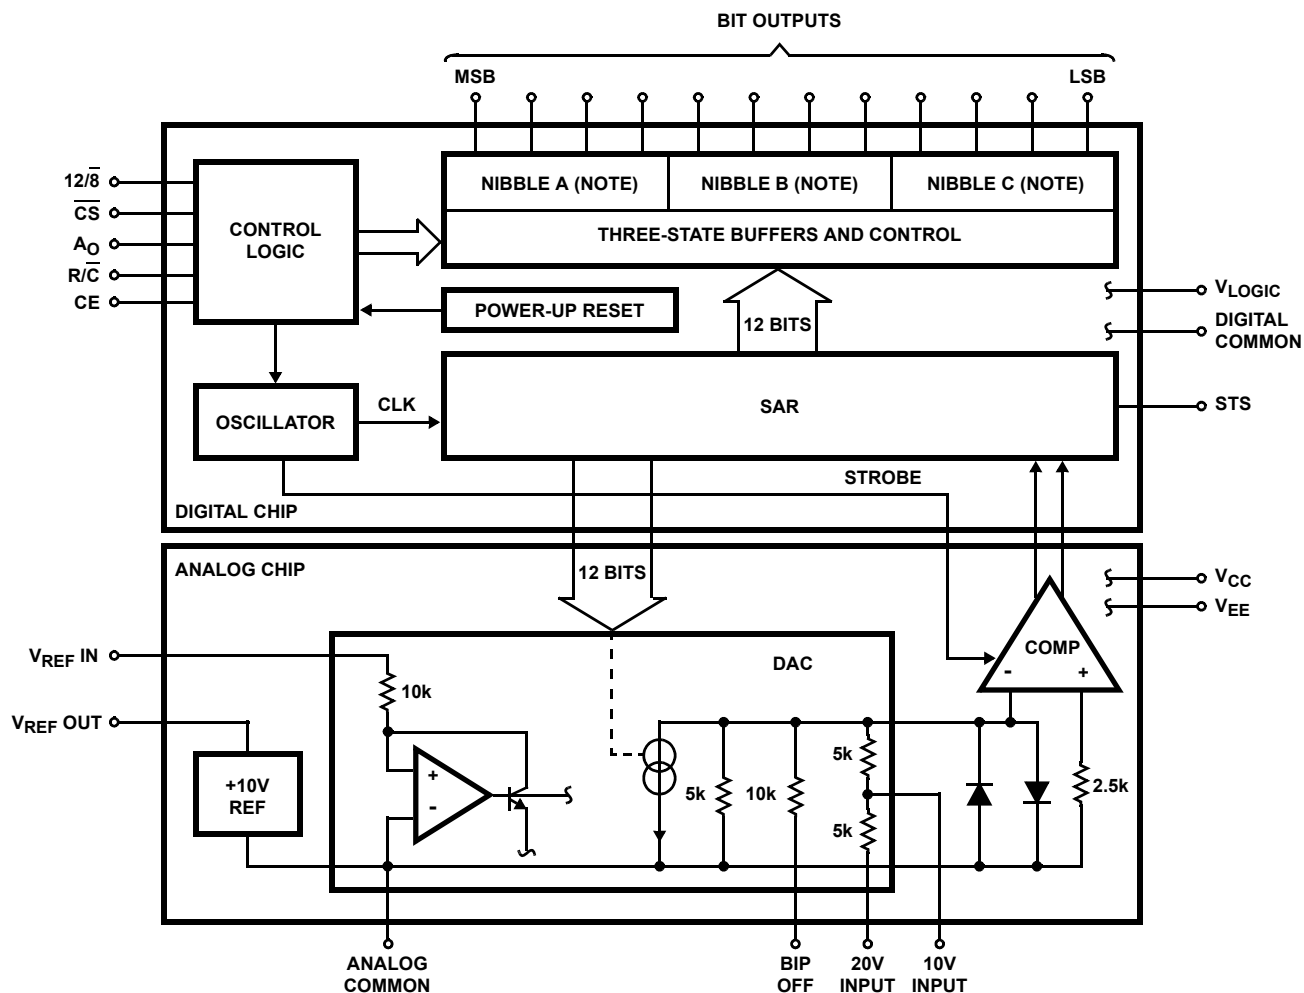 BIT OUTPUTS
MSB
LSB
NIBBLE A (NOTE)
NIBBLE B (NOTE)
NIBBLE C (NOTE)
THREE-STATE BUFFERS AND CONTROL
12/8̅
C̅S̅
AO
R/C̅
CE
CONTROL
LOGIC
POWER-UP RESET
12 BITS
VLOGIC
DIGITAL
COMMON
OSCILLATOR
CLK
SAR
STS
STROBE
DIGITAL CHIP
ANALOG CHIP
12 BITS
VCC
VEE
COMP
-
+
VREF IN
DAC
10k
VREF OUT
+10V
REF
+
-
5k
10k
5k
5k
2.5k
ANALOG
COMMON
BIP
OFF
20V
INPUT
10V
INPUT